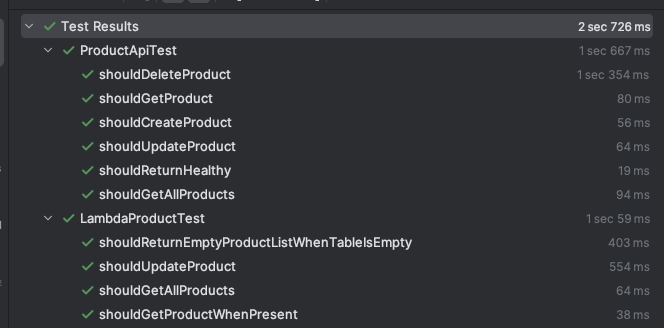 Test Results 2 sec 726 ms
ProductApiTest 1 sec 667 ms
shouldDeleteProduct 1 sec 354 ms
shouldGetProduct 80 ms
shouldCreateProduct 56 ms
shouldUpdateProduct 64 ms
shouldReturnHealthy 19 ms
shouldGetAllProducts 94 ms
LambdaProductTest 1 sec 59 ms
shouldReturnEmptyProductListWhenTableIsEmpty 403 ms
shouldUpdateProduct 554 ms
shouldGetAllProducts 64 ms
shouldGetProductWhenPresent 38 ms